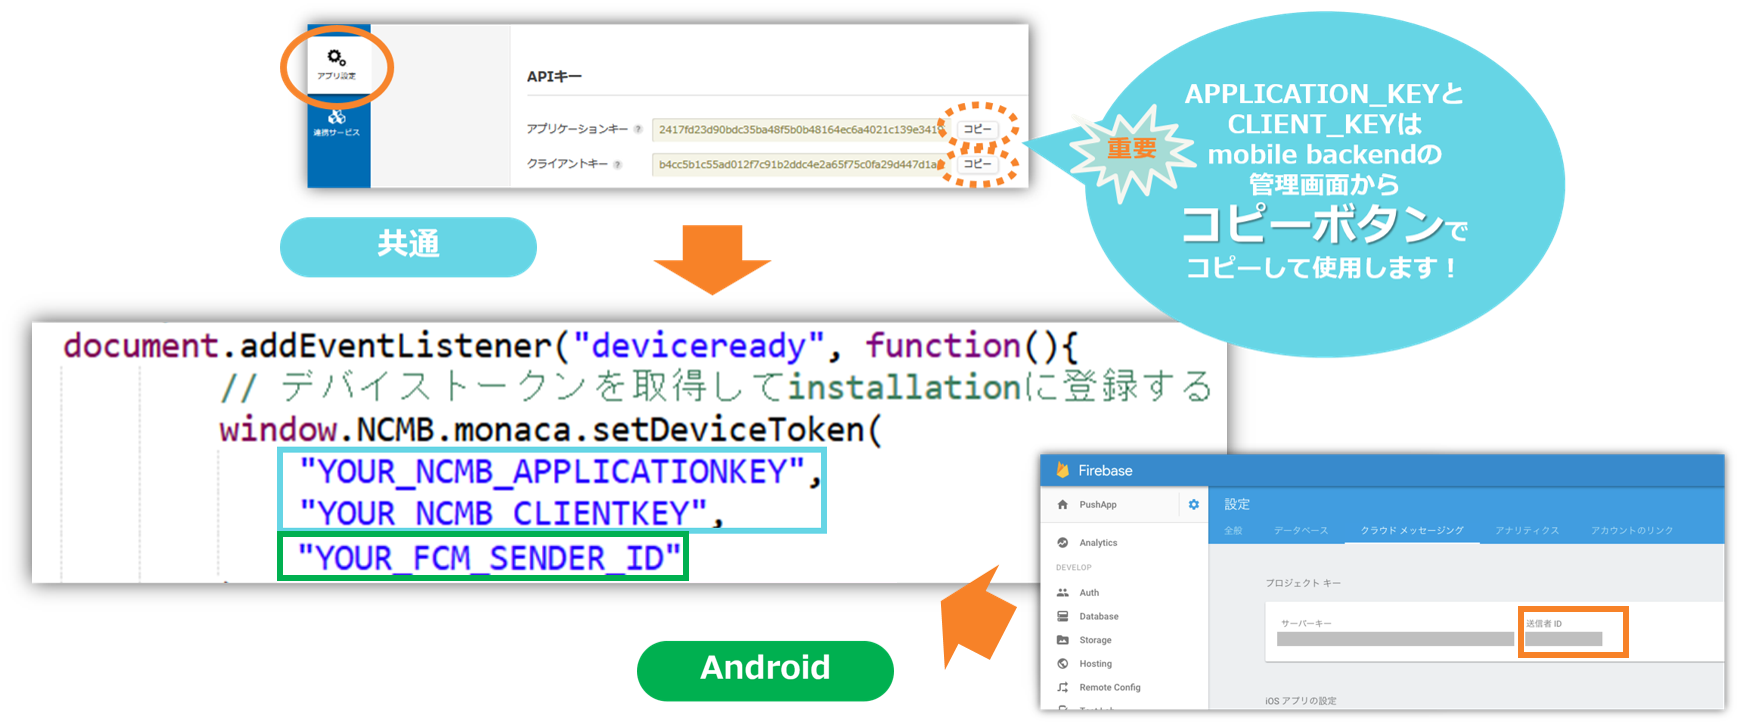 アプリ設定
連携サービス
APIキー
アプリケーションキー ?
2417fd23d90bdc35ba48f5b0b48164ec6a4021c139e341
コピー
クライアントキー ?
b4cc5b1c55ad012f7c91b2ddc4e2a65f75c0fa29d447d1a
コピー
重要
APPLICATION_KEYと
CLIENT_KEYは
mobile backendの
管理画面から
コピーボタンで
コピーして使用します！
共通
document.addEventListener("deviceready", function(){
// デバイストークンを取得してinstallationに登録する
window.NCMB.monaca.setDeviceToken(
"YOUR_NCMB_APPLICATIONKEY",
"YOUR_NCMB_CLIENTKEY",
"YOUR_FCM_SENDER_ID"
Android
Firebase
PushApp
Analytics
DEVELOP
Auth
Database
Storage
Hosting
Remote Config
設定
全般 データベース クラウド メッセージング アナリティクス アカウントのリンク
プロジェクト キー
サーバーキー 送信者 ID
iOS アプリの設定